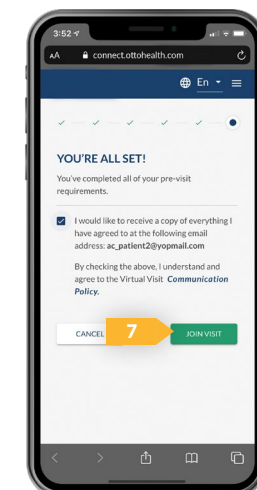 3:52
AA connect.ottohealth.com
En
YOU'RE ALL SET!
You've completed all of your pre-visit
requirements.
I would like to receive a copy of everything I
have agreed to at the following email
address: ac_patient2@yopmail.com
By checking the above, I understand and
agree to the Virtual Visit Communication
Policy.
CANCEL 7 JOIN VISIT